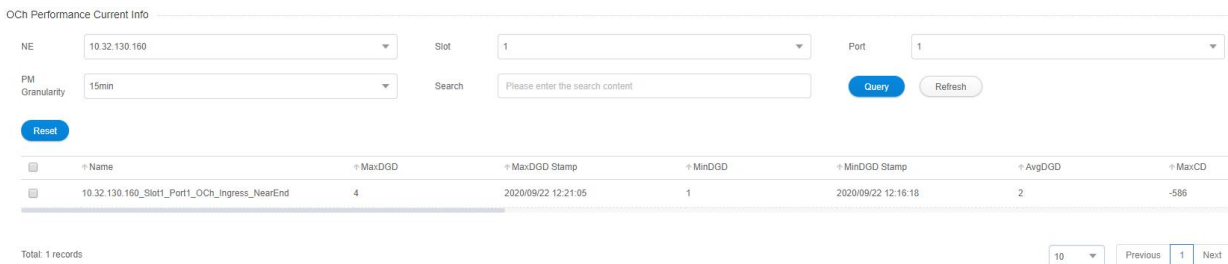 OCh Performance Current Info
NE 10.32.130.160 Slot 1 Port 1
PM Granularity 15min Search Please enter the search content Query Refresh
Reset
Name MaxDGD MaxDGD Stamp MinDGD MinDGD Stamp AvgDGD MaxCD
10.32.130.160_Slot1_Port1_OCh_Ingress_NearEnd 4 2020/09/22 12:21:05 1 2020/09/22 12:16:18 2 -586
Total: 1 records 10 Previous 1 Next